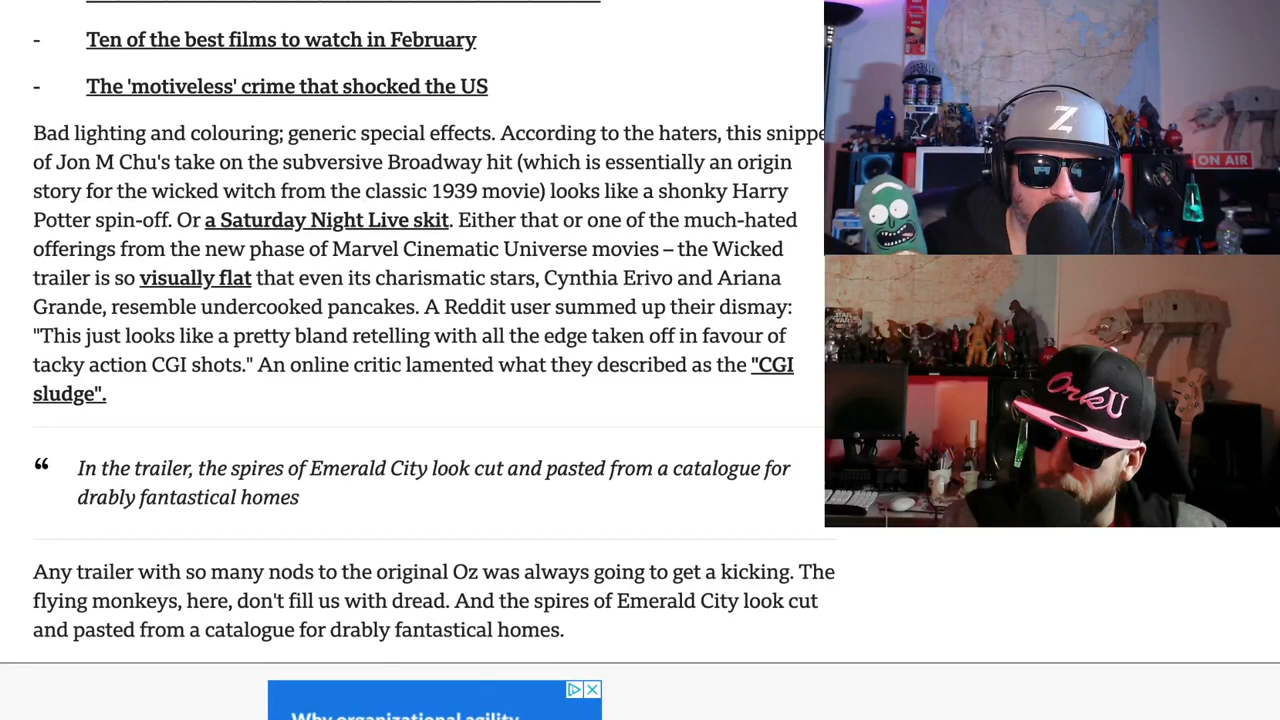 - Ten of the best films to watch in February
- The 'motiveless' crime that shocked the US
Bad lighting and colouring; generic special effects. According to the haters, this snippe
of Jon M Chu's take on the subversive Broadway hit (which is essentially an origin
story for the wicked witch from the classic 1939 movie) looks like a shonky Harry
Potter spin-off. Or a Saturday Night Live skit. Either that or one of the much-hated
offerings from the new phase of Marvel Cinematic Universe movies – the Wicked
trailer is so visually flat that even its charismatic stars, Cynthia Erivo and Ariana
Grande, resemble undercooked pancakes. A Reddit user summed up their dismay:
"This just looks like a pretty bland retelling with all the edge taken off in favour of
tacky action CGI shots." An online critic lamented what they described as the "CGI
sludge".
“ In the trailer, the spires of Emerald City look cut and pasted from a catalogue for
drably fantastical homes
Any trailer with so many nods to the original Oz was always going to get a kicking. The
flying monkeys, here, don't fill us with dread. And the spires of Emerald City look cut
and pasted from a catalogue for drably fantastical homes.
Why organizational agility
Z
ON AIR
STAR WARS
OrkU